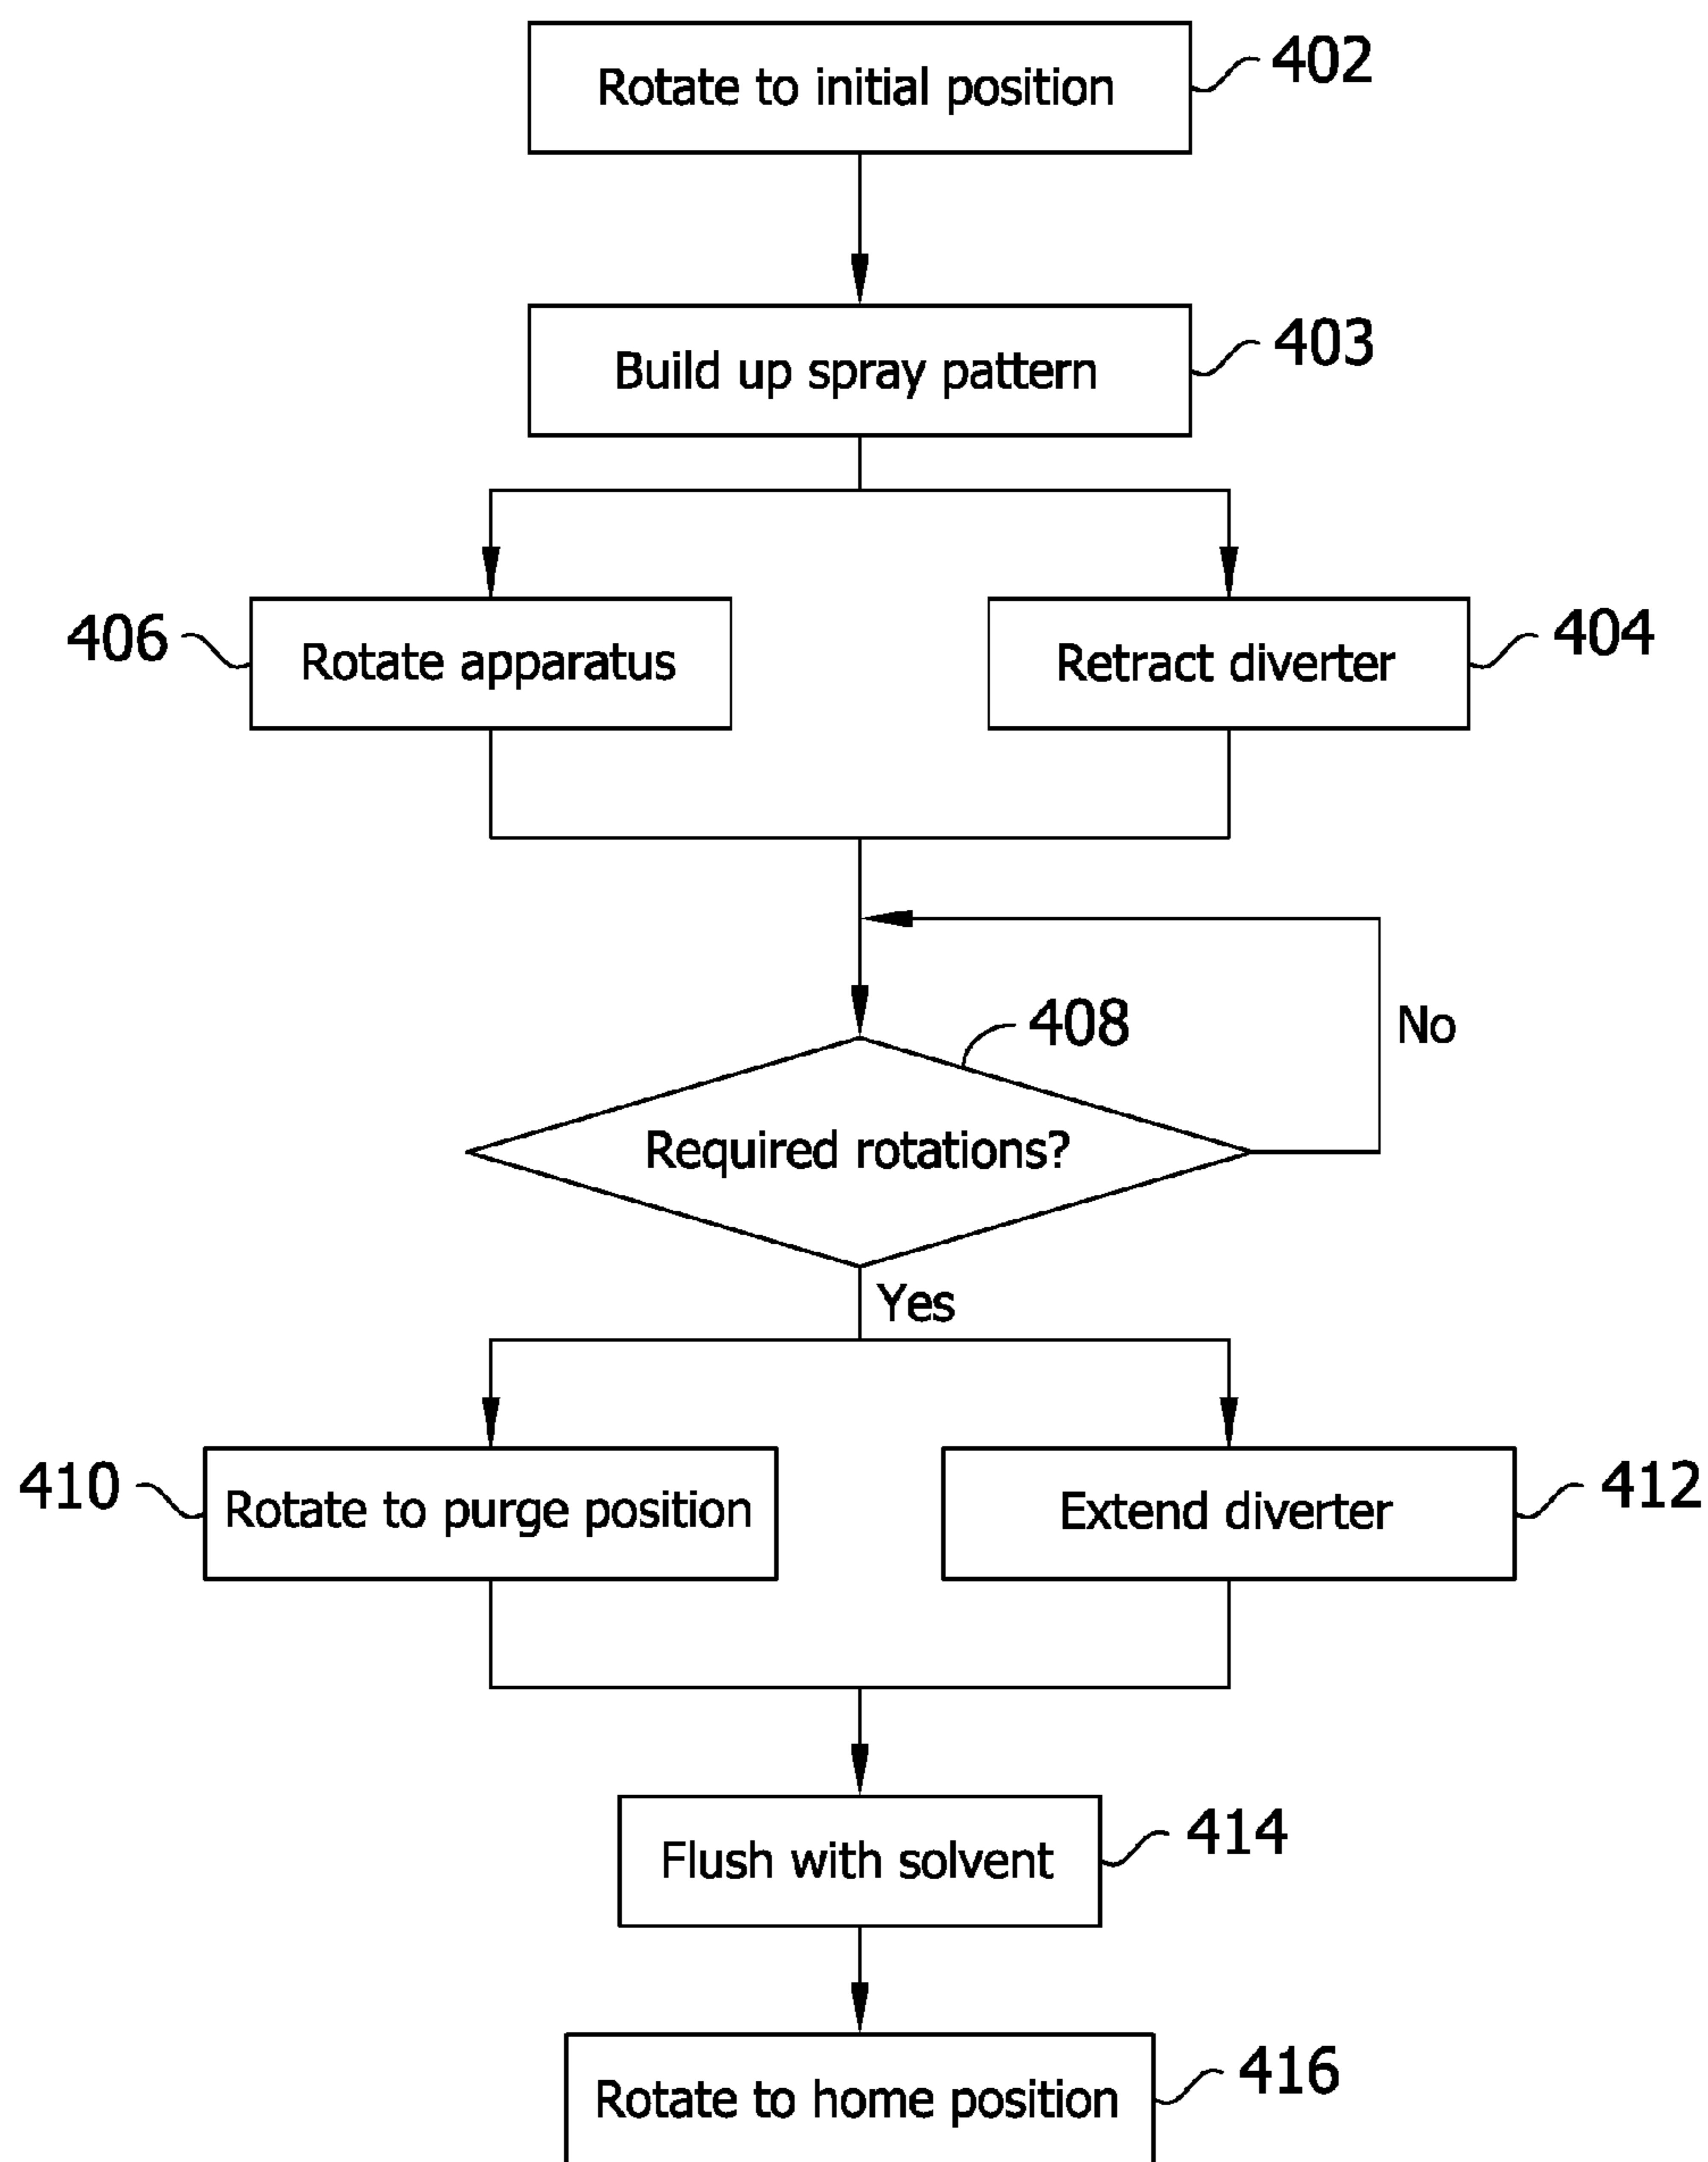 Rotate to initial position
402
Build up spray pattern
403
406
Rotate apparatus
Retract diverter
404
408
No
Required rotations?
Yes
410
Rotate to purge position
Extend diverter
412
Flush with solvent
414
Rotate to home position
416